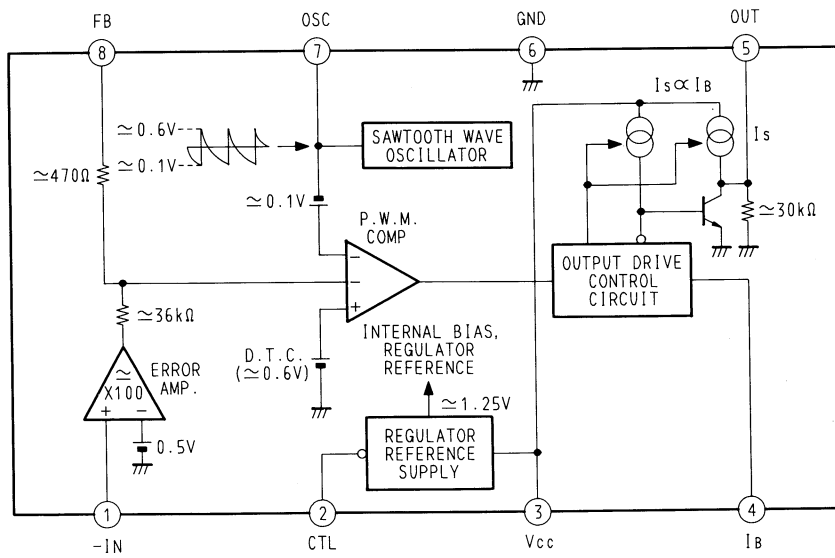 FB
OSC
GND
OUT
8
7
6
5
Is∝IB
≃0.6V
≃0.1V
SAWTOOTH WAVE
OSCILLATOR
Is
≃470Ω
≃0.1V
P.W.M.
COMP
≃30kΩ
−
−
+
OUTPUT DRIVE
CONTROL
CIRCUIT
≃36kΩ
INTERNAL BIAS,
REGULATOR
REFERENCE
D.T.C.
(≃0.6V)
≃
X100
ERROR
AMP.
+ −
≃1.25V
0.5V
REGULATOR
REFERENCE
SUPPLY
1
2
3
4
-IN
CTL
Vcc
IB